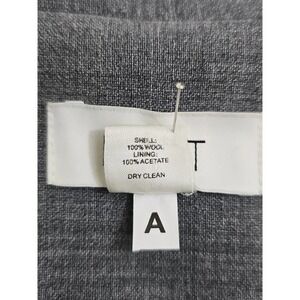 SHELL:
100% WOOL
LINING:
100% ACETATE
DRY CLEAN
T
A